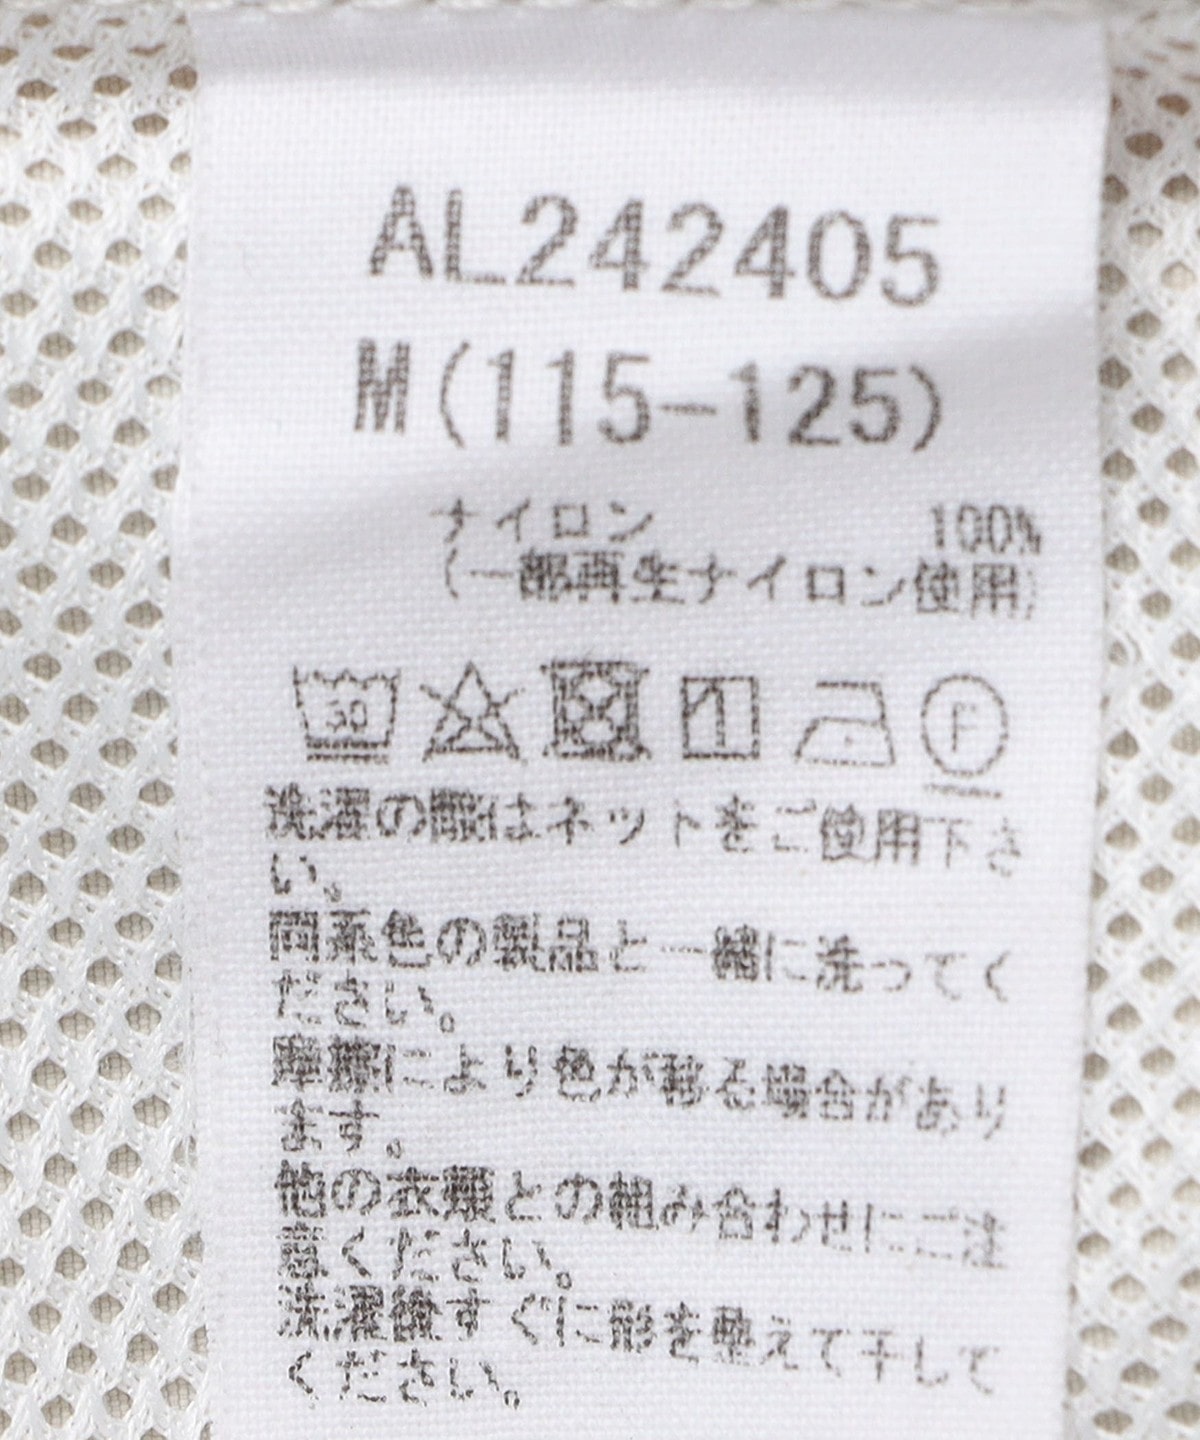 AL242405
M(115-125)
ナイロン 100%
(一部再生ナイロン使用)
30
F
洗濯の際はネットをご使用下さ
い。
同系色の製品と一緒に洗ってく
ださい。
摩擦により色が移る場合があり
ます。
他の衣類との組み合わせにご注
意ください。
洗濯後すぐに形を整えて干して
ください。